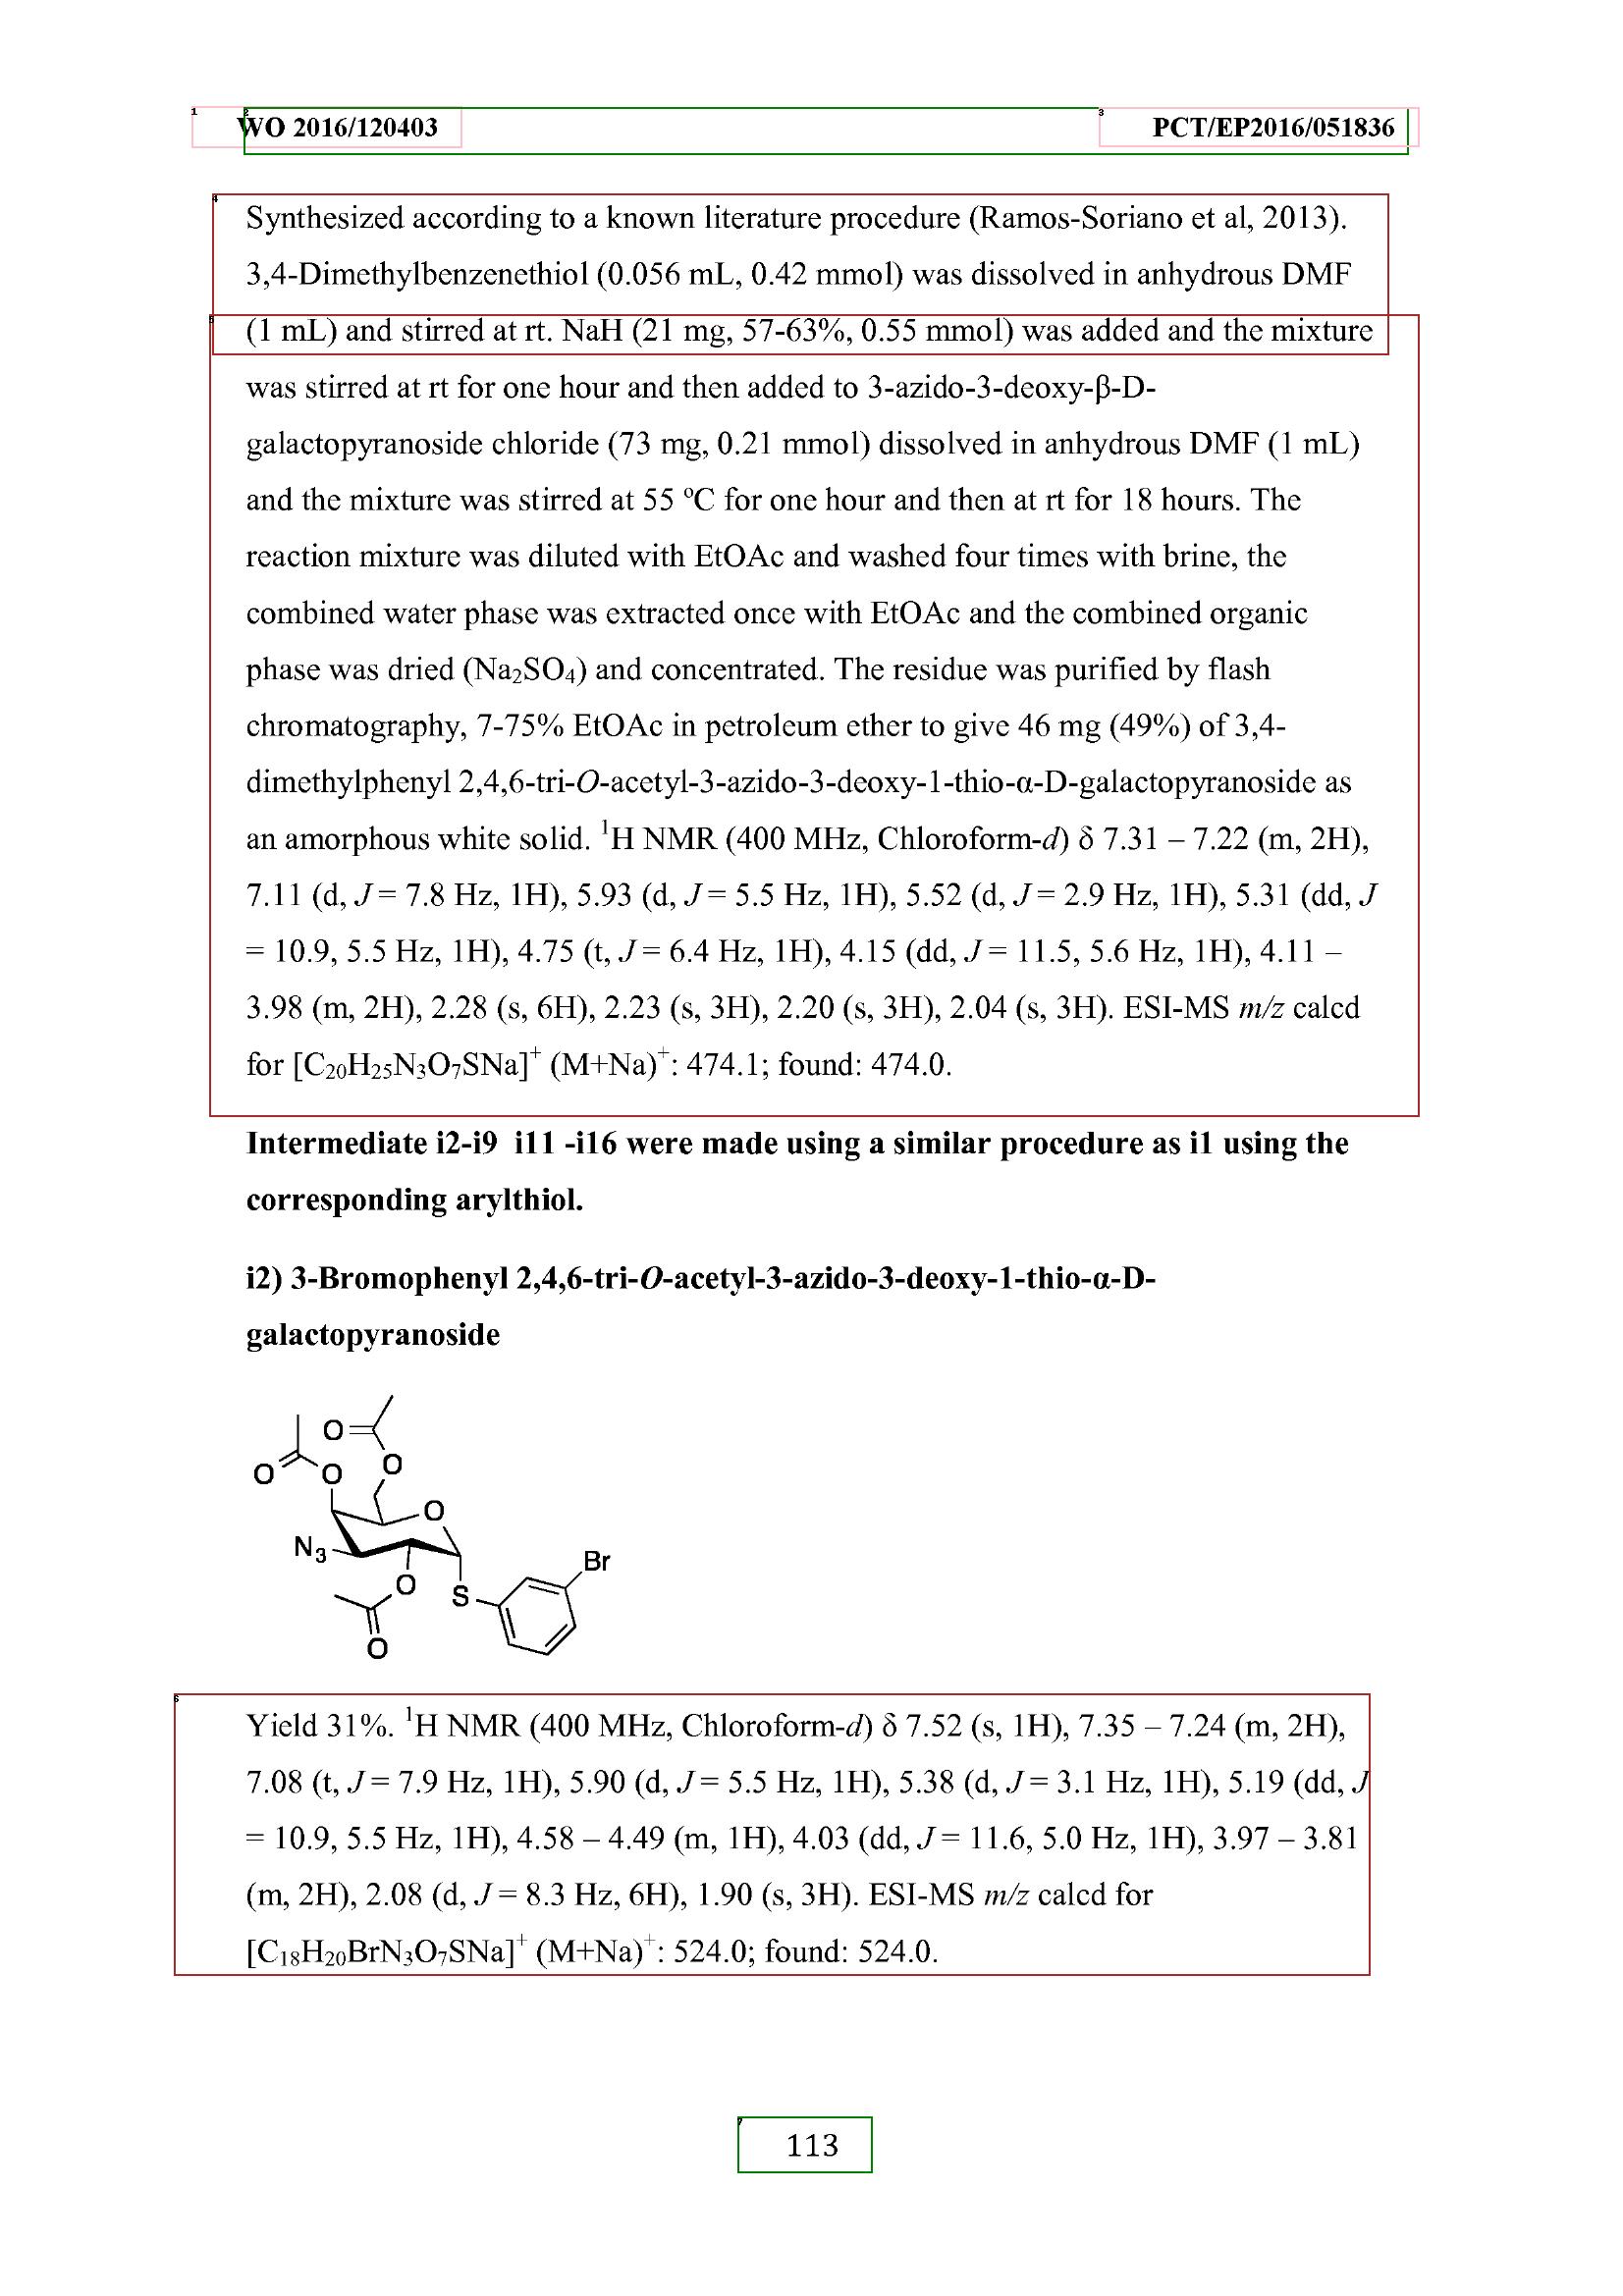 WO 2016/120403 PCT/EP2016/051836
Synthesized according to a known literature procedure (Ramos-Soriano et al, 2013).
3,4-Dimethylbenzenethiol (0.056 mL, 0.42 mmol) was dissolved in anhydrous DMF
(1 mL) and stirred at rt. NaH (21 mg, 57-63%, 0.55 mmol) was added and the mixture
was stirred at rt for one hour and then added to 3-azido-3-deoxy-β-D-
galactopyranoside chloride (73 mg, 0.21 mmol) dissolved in anhydrous DMF (1 mL)
and the mixture was stirred at 55 ºC for one hour and then at rt for 18 hours. The
reaction mixture was diluted with EtOAc and washed four times with brine, the
combined water phase was extracted once with EtOAc and the combined organic
phase was dried (Na₂SO₄) and concentrated. The residue was purified by flash
chromatography, 7-75% EtOAc in petroleum ether to give 46 mg (49%) of 3,4-
dimethylphenyl 2,4,6-tri-O-acetyl-3-azido-3-deoxy-1-thio-α-D-galactopyranoside as
an amorphous white solid. ¹H NMR (400 MHz, Chloroform-d) δ 7.31 – 7.22 (m, 2H),
7.11 (d, J = 7.8 Hz, 1H), 5.93 (d, J = 5.5 Hz, 1H), 5.52 (d, J = 2.9 Hz, 1H), 5.31 (dd, J
= 10.9, 5.5 Hz, 1H), 4.75 (t, J = 6.4 Hz, 1H), 4.15 (dd, J = 11.5, 5.6 Hz, 1H), 4.11 –
3.98 (m, 2H), 2.28 (s, 6H), 2.23 (s, 3H), 2.20 (s, 3H), 2.04 (s, 3H). ESI-MS m/z calcd
for [C₂₀H₂₅N₃O₇SNa]⁺ (M+Na)⁺: 474.1; found: 474.0.
Intermediate i2-i9 i11 -i16 were made using a similar procedure as i1 using the
corresponding arylthiol.
i2) 3-Bromophenyl 2,4,6-tri-O-acetyl-3-azido-3-deoxy-1-thio-α-D-
galactopyranoside
O
O
O O
O
N₃ Br
O S
O
Yield 31%. ¹H NMR (400 MHz, Chloroform-d) δ 7.52 (s, 1H), 7.35 – 7.24 (m, 2H),
7.08 (t, J = 7.9 Hz, 1H), 5.90 (d, J = 5.5 Hz, 1H), 5.38 (d, J = 3.1 Hz, 1H), 5.19 (dd, J
= 10.9, 5.5 Hz, 1H), 4.58 – 4.49 (m, 1H), 4.03 (dd, J = 11.6, 5.0 Hz, 1H), 3.97 – 3.81
(m, 2H), 2.08 (d, J = 8.3 Hz, 6H), 1.90 (s, 3H). ESI-MS m/z calcd for
[C₁₈H₂₀BrN₃O₇SNa]⁺ (M+Na)⁺: 524.0; found: 524.0.
113